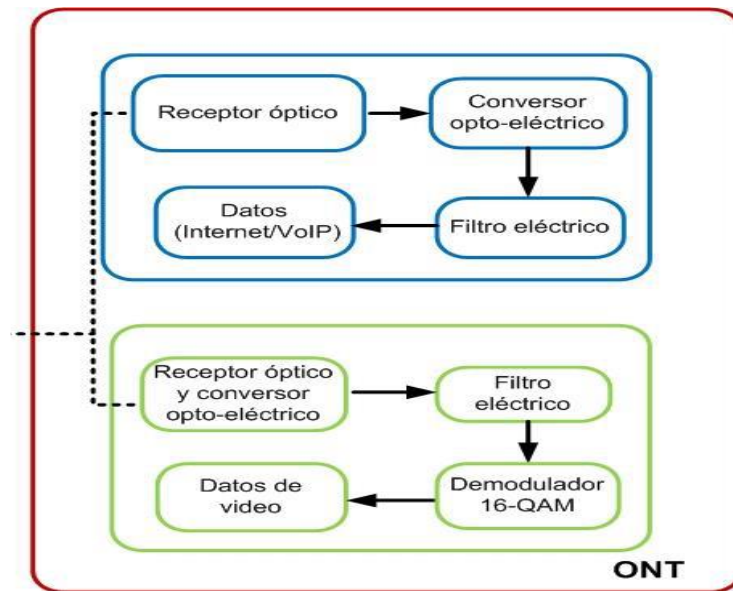 Receptor óptico
Conversor
opto-eléctrico
Datos
(Internet/VoIP)
Filtro eléctrico
Receptor óptico
y conversor
opto-eléctrico
Filtro
eléctrico
Datos de
video
Demodulador
16-QAM
ONT